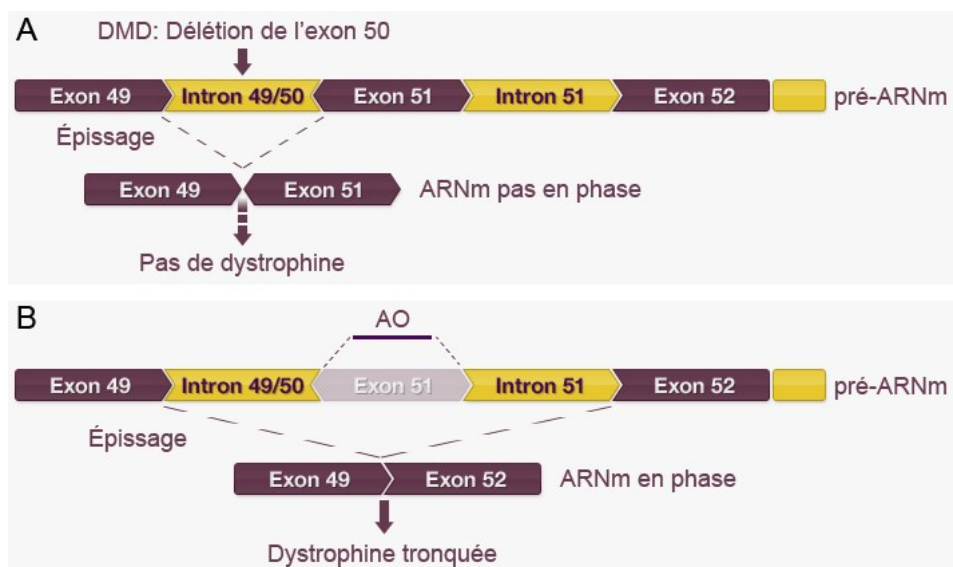 A
DMD: Délétion de l’exon 50
Exon 49 Intron 49/50 Exon 51 Intron 51 Exon 52 pré-ARNm
Épissage
Exon 49 Exon 51 ARNm pas en phase
Pas de dystrophine
B
AO
Exon 49 Intron 49/50 Exon 51 Intron 51 Exon 52 pré-ARNm
Épissage
Exon 49 Exon 52 ARNm en phase
Dystrophine tronquée